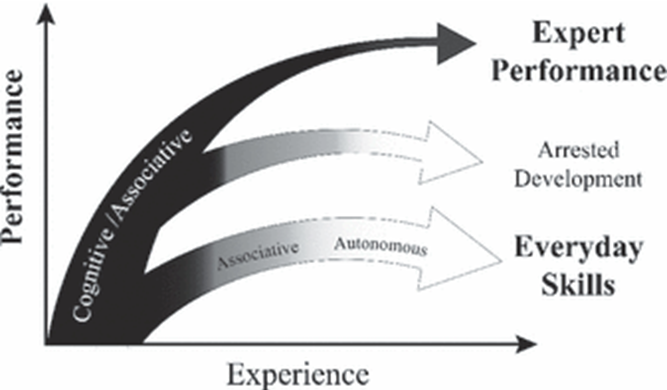 Performance
Cognitive /Associative
Expert
Performance
Arrested
Development
Associative
Autonomous
Everyday
Skills
Experience